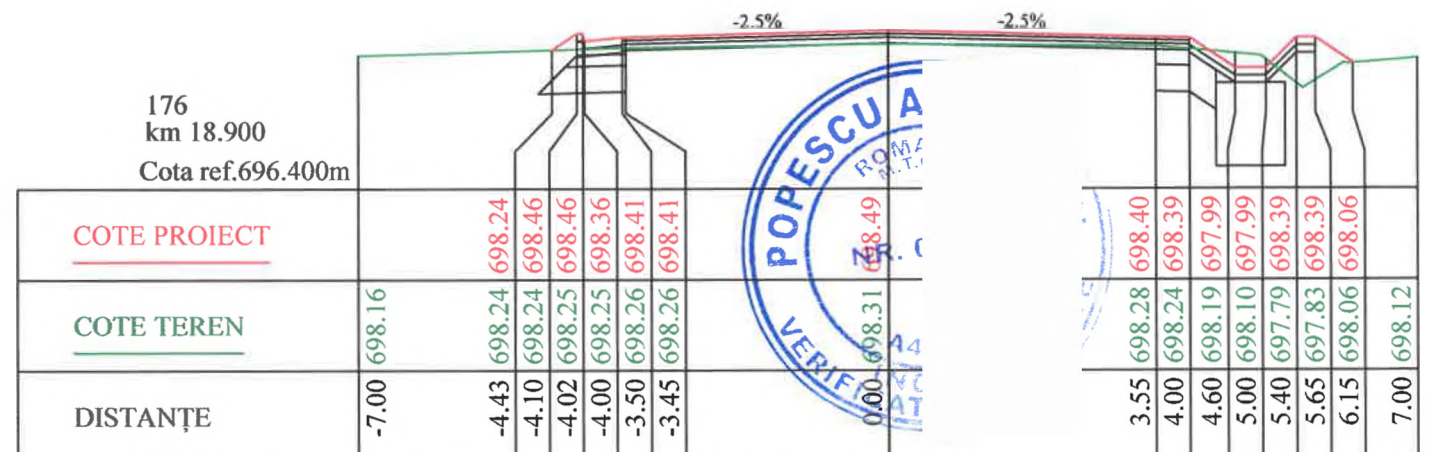 -2.5% -2.5%
176
km 18.900
Cota ref.696.400m
COTE PROIECT 698.24 698.46 698.46 698.36 698.41 698.41 698.49 698.40 698.39 697.99 697.99 698.39 698.39 698.06
COTE TEREN 698.16 698.24 698.24 698.25 698.25 698.26 698.26 698.31 698.28 698.24 698.19 698.10 697.79 697.83 698.06 698.12
DISTANȚE -7.00 -4.43 -4.10 -4.02 -4.00 -3.50 -3.45 0.00 3.55 4.00 4.60 5.00 5.40 5.65 6.15 7.00
POPESCU A
NR.